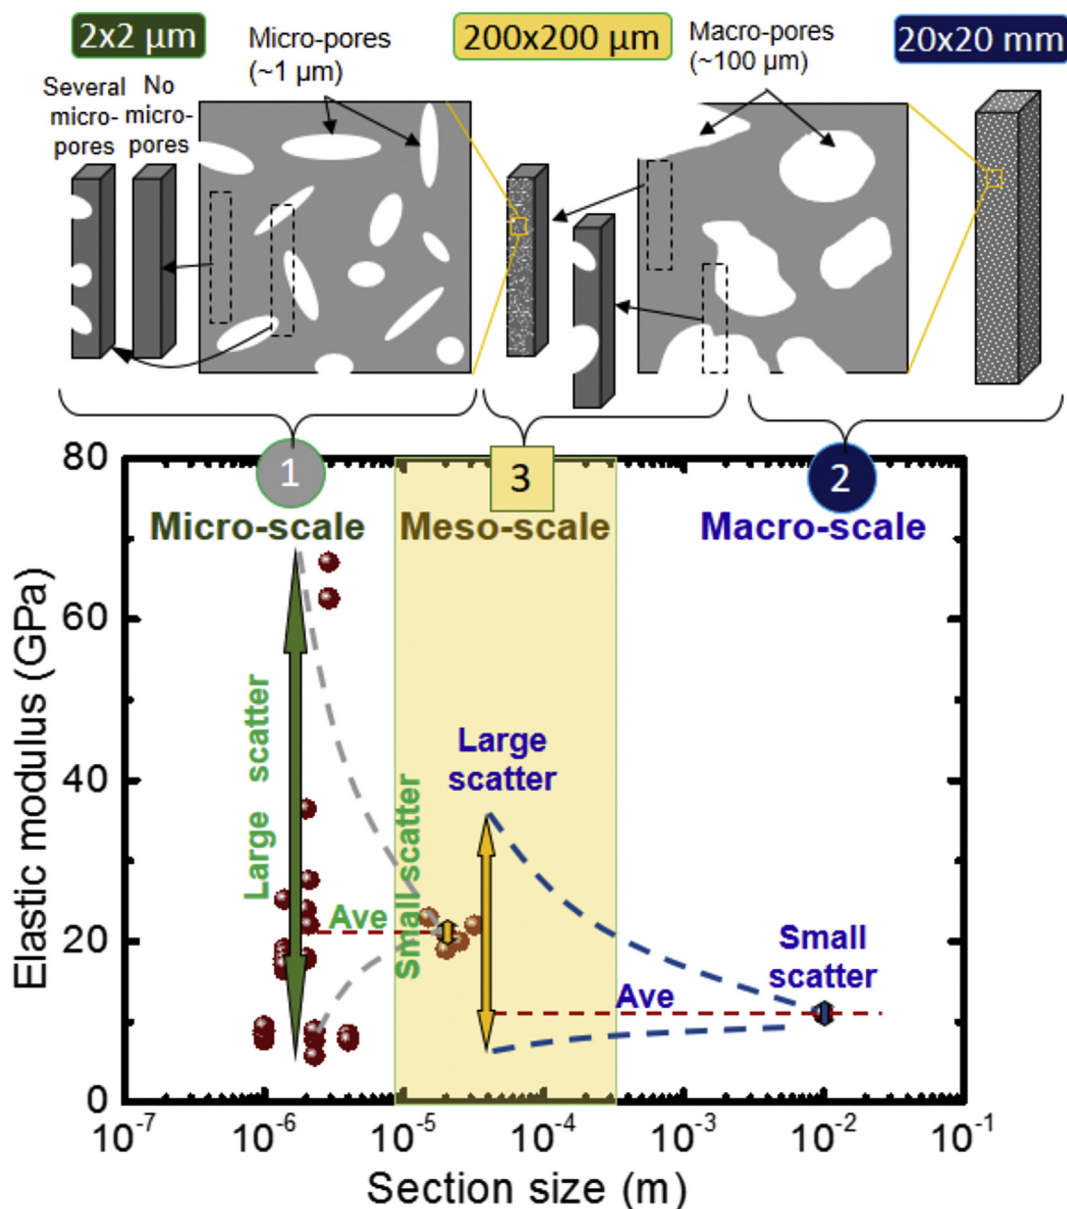 2x2 µm
Micro-pores
(~1 µm)
200x200 µm
Macro-pores
(~100 µm)
20x20 mm
Several
micro-
pores
No
micro-
pores
1
3
2
Micro-scale
Meso-scale
Macro-scale
Large scatter
Ave
Small scatter
Large
scatter
Ave
Small
scatter
Elastic modulus (GPa)
80
60
40
20
0
10-7
10-6
10-5
10-4
10-3
10-2
10-1
Section size (m)